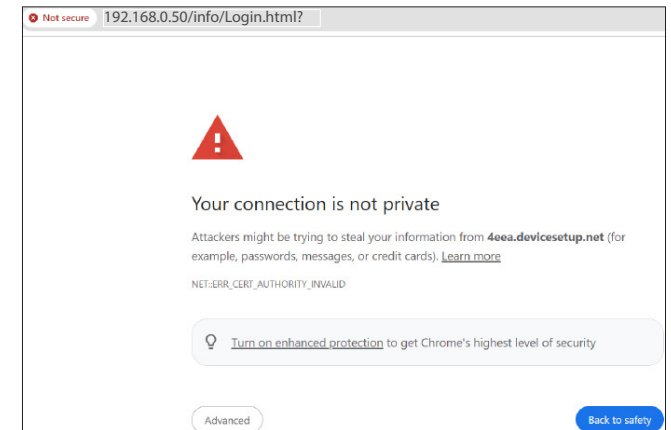 Not secure 192.168.0.50/info/Login.html?
Your connection is not private
Attackers might be trying to steal your information from 4eea.devicesetup.net (for
example, passwords, messages, or credit cards). Learn more
NET::ERR_CERT_AUTHORITY_INVALID
Turn on enhanced protection to get Chrome's highest level of security
Advanced Back to safety